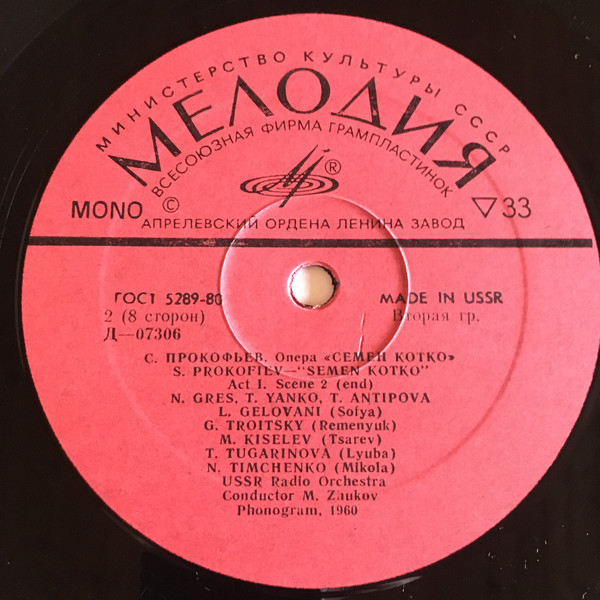 МИНИСТЕРСТВО КУЛЬТУРЫ СССР
МЕЛОДИЯ
ВСЕСОЮЗНАЯ ФИРМА ГРАМПЛАСТИНОК
®
MONO © ▽ 33
АПРЕЛЕВСКИЙ ОРДЕНА ЛЕНИНА ЗАВОД
ГОСТ 5289-80 MADE IN USSR
2 (8 сторон) Вторая гр.
Д—07306
С. ПРОКОФЬЕВ. Опера «СЕМЕН КОТКО»
S. PROKOFIEV—"SEMEN KOTKO"
Act I. Scene 2 (end)
N. GRES, T. YANKO, T. ANTIPOVA
L. GELOVANI (Sofya)
G. TROITSKY (Remenyuk)
M. KISELEV (Tsarev)
T. TUGARINOVA (Lyuba)
N. TIMCHENKO (Mikola)
USSR Radio Orchestra
Conductor M. Zhukov
Phonogram, 1960